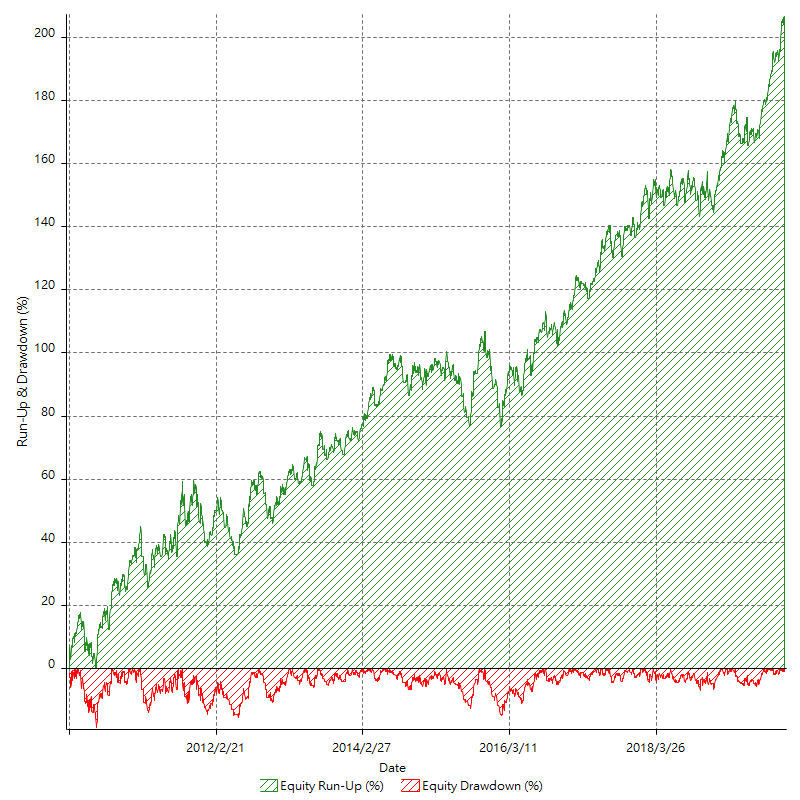 200
180
160
140
120
100
80
60
40
20
0
Run-Up & Drawdown (%)
2012/2/21 2014/2/27 2016/3/11 2018/3/26
Date
Equity Run-Up (%) Equity Drawdown (%)